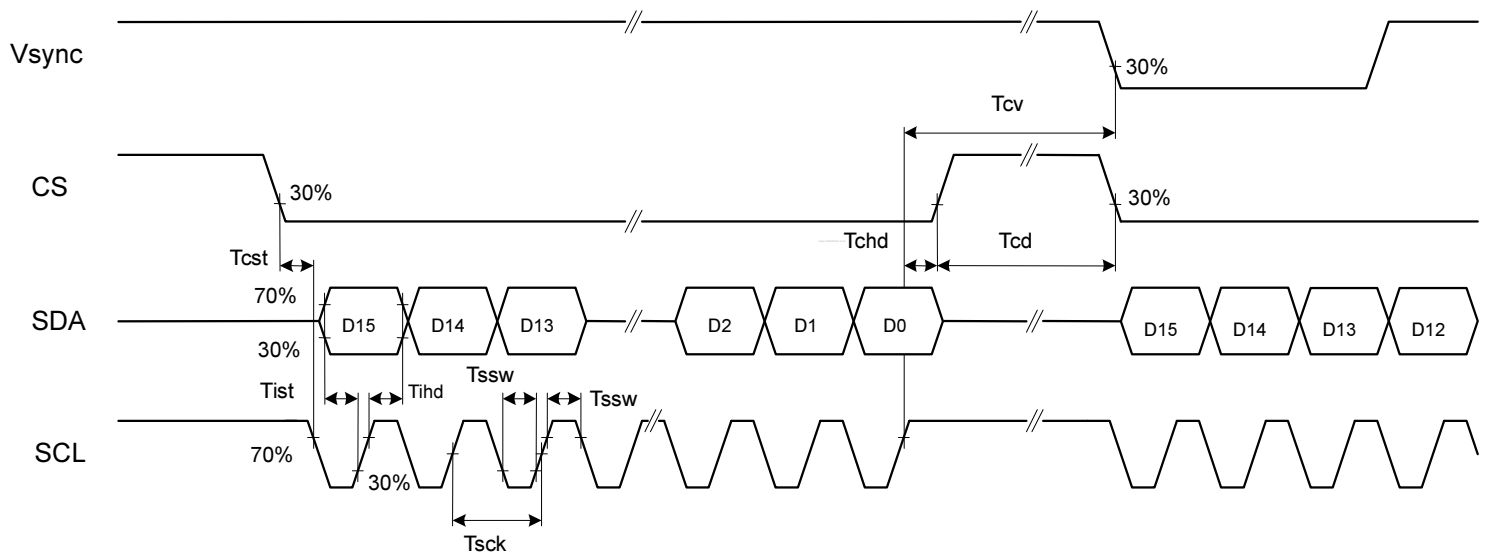 Vsync
30%
Tcv
CS
30%
30%
Tchd
Tcd
Tcst
70%
SDA
D15
D14
D13
D2
D1
D0
D15
D14
D13
D12
30%
Tssw
Tist
Tihd
Tssw
70%
SCL
30%
Tsck